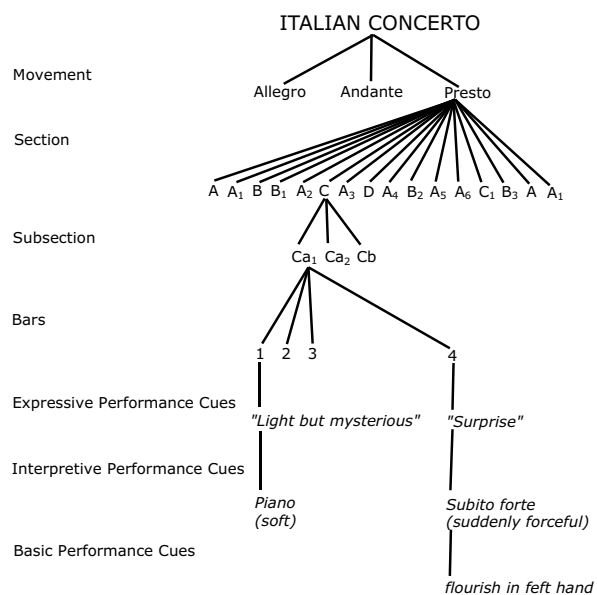 ITALIAN CONCERTO
Movement
Allegro Andante Presto
Section
A A₁ B B₁ A₂ C A₃ D A₄ B₂ A₅ A₆ C₁ B₃ A A₁
Subsection
Ca₁ Ca₂ Cb
Bars
1 2 3 4
Expressive Performance Cues
"Light but mysterious" "Surprise"
Interpretive Performance Cues
Piano Subito forte
(soft) (suddenly forceful)
Basic Performance Cues
flourish in feft hand